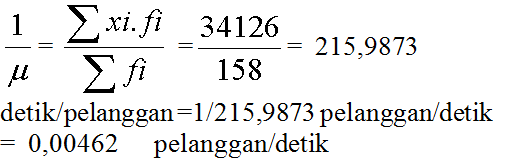 1/μ = ∑xi.fi / ∑fi = 34126/158 = 215,9873
detik/pelanggan =1/215,9873 pelanggan/detik
= 0,00462 pelanggan/detik